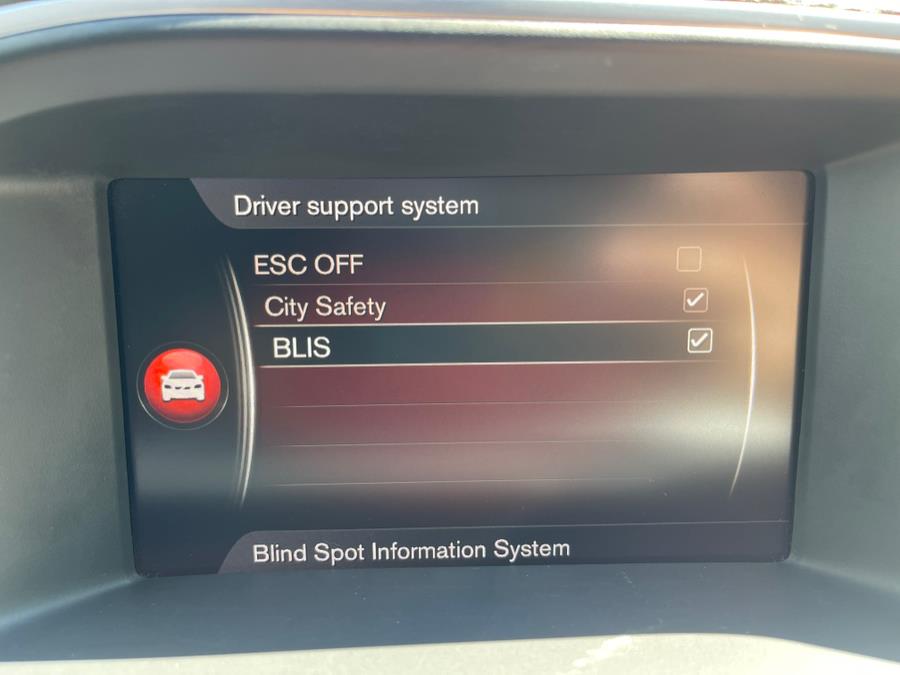 Driver support system
ESC OFF
City Safety
BLIS
Blind Spot Information System